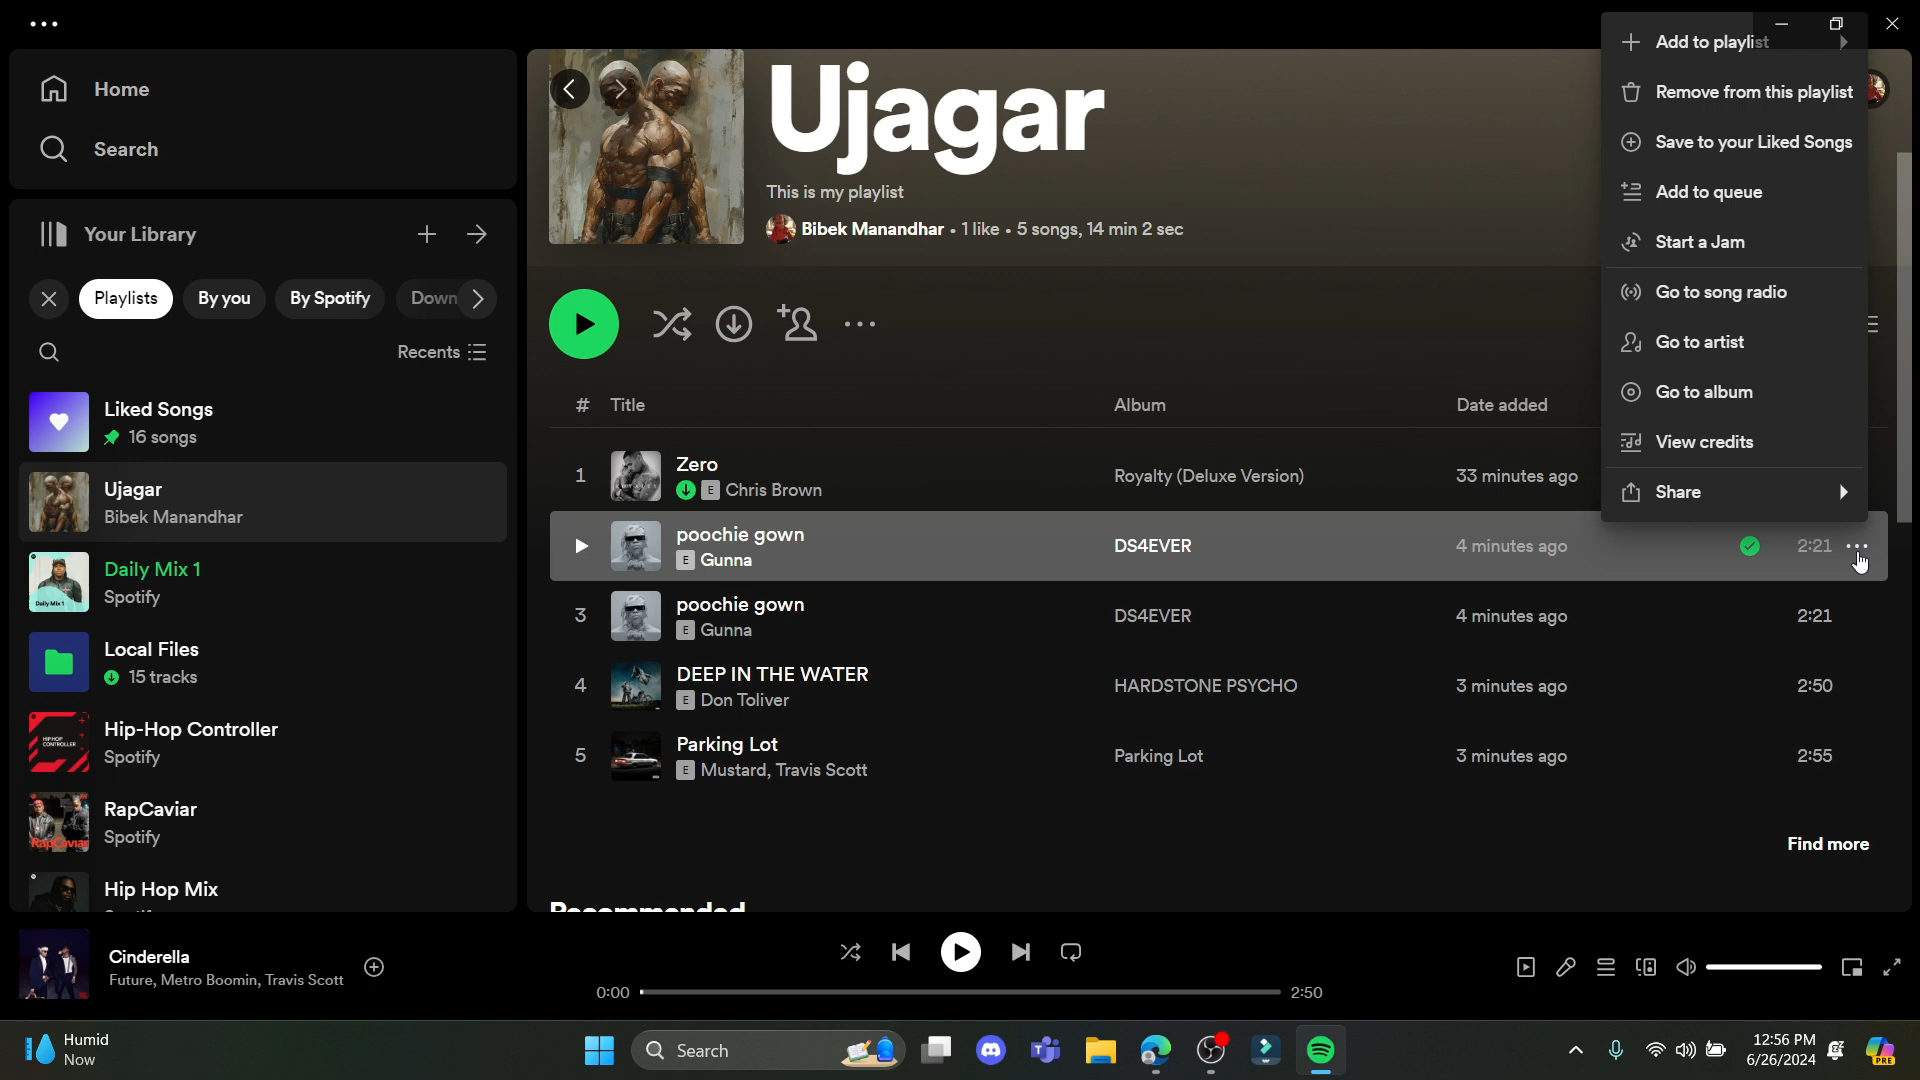 Home
Search
Your Library
Playlists
By you
By Spotify
Down
Recents
Liked Songs
16 songs
Ujagar
Bibek Manandhar
Daily Mix 1
Daily Mix 1
Spotify
Local Files
15 tracks
HIP-HOP
CONTROLLER
Hip-Hop Controller
Spotify
RapCaviar
RapCaviar
Spotify
Hip Hop Mix
Ujagar
This is my playlist
Bibek Manandhar • 1 like • 5 songs, 14 min 2 sec
# Title Album Date added
1 Zero Royalty (Deluxe Version) 33 minutes ago
E Chris Brown
poochie gown DS4EVER 4 minutes ago 2:21
E Gunna
3 poochie gown DS4EVER 4 minutes ago 2:21
E Gunna
4 DEEP IN THE WATER HARDSTONE PSYCHO 3 minutes ago 2:50
E Don Toliver
5 Parking Lot Parking Lot 3 minutes ago 2:55
E Mustard, Travis Scott
Find more
Recommended
Add to playlist
Remove from this playlist
Save to your Liked Songs
Add to queue
Start a Jam
Go to song radio
Go to artist
Go to album
View credits
Share
Cinderella
Future, Metro Boomin, Travis Scott
0:00 2:50
Humid
Now
Search
12:56 PM
6/26/2024
PRE